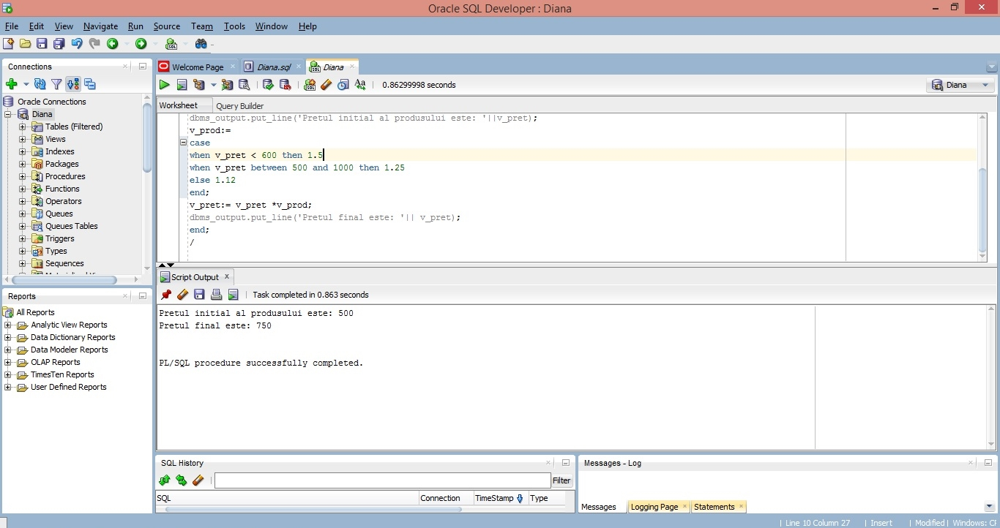 Oracle SQL Developer : Diana
File Edit View Navigate Run Source Team Tools Window Help
Connections
Oracle Connections
Diana
Tables (Filtered)
Views
Indexes
Packages
Procedures
Functions
Operators
Queues
Queues Tables
Triggers
Types
Sequences
Reports
All Reports
Analytic View Reports
Data Dictionary Reports
Data Modeler Reports
OLAP Reports
TimesTen Reports
User Defined Reports
Welcome Page Diana.sql Diana
0.86299998 seconds
Diana
Worksheet Query Builder
dbms_output.put_line('Pretul initial al produsului este: '||v_pret);
v_prod:=
case
when v_pret < 600 then 1.5
when v_pret between 500 and 1000 then 1.25
else 1.12
end;
v_pret:= v_pret *v_prod;
dbms_output.put_line('Pretul final este: '|| v_pret);
end;
/
Script Output x
Task completed in 0.863 seconds
Pretul initial al produsului este: 500
Pretul final este: 750
PL/SQL procedure successfully completed.
SQL History
Filter
SQL Connection TimeStamp Type
Messages - Log
Messages Logging Page Statements
Line 10 Column 27 | Insert | Modified | Windows: